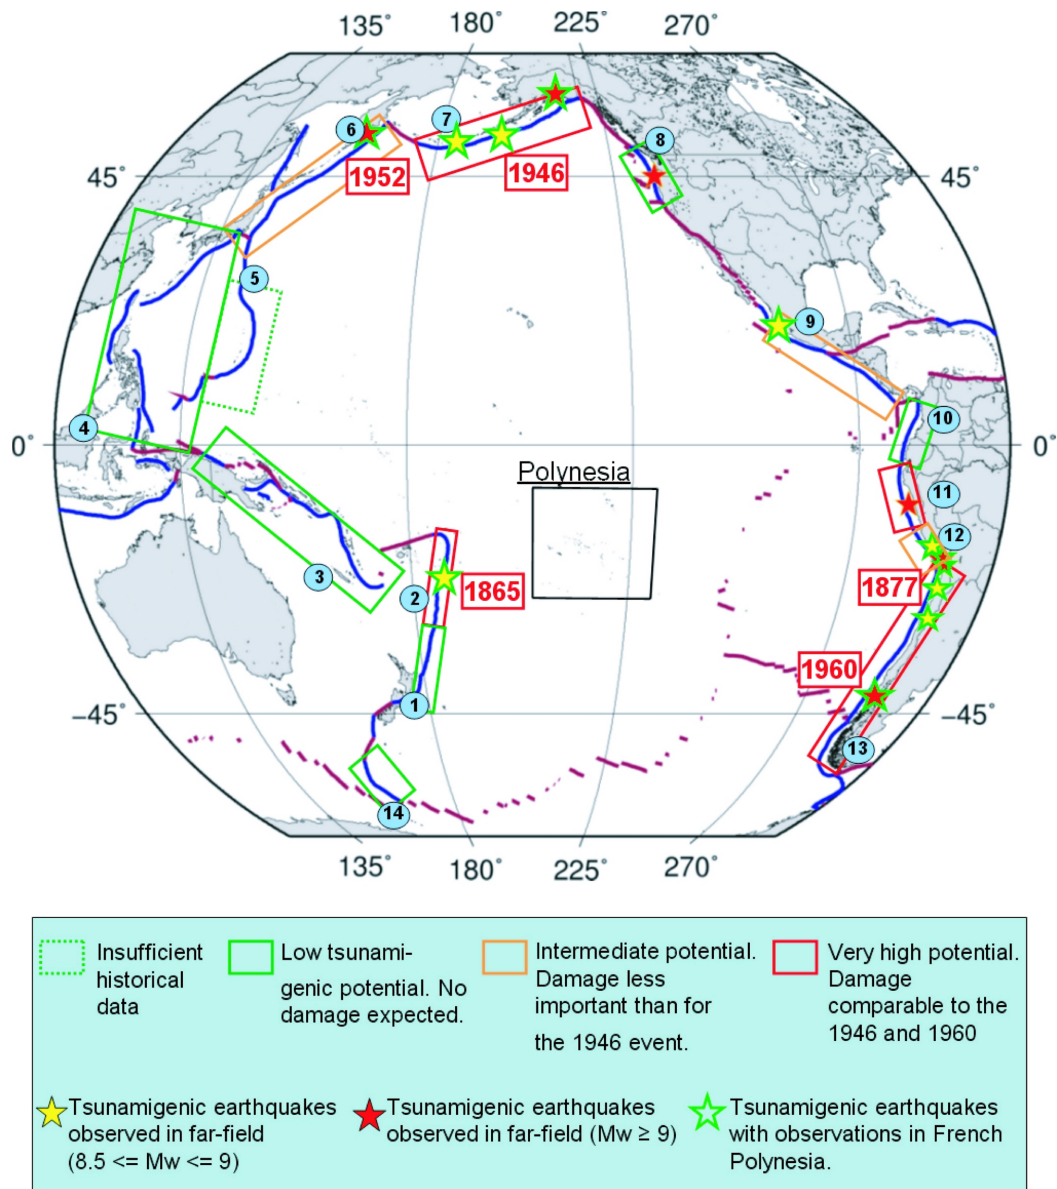 135° 180° 225° 270°
7
6
8
1952
1946
45°
45°
5
9
4
10
0°
0°
Polynesia
11
12
3
2
1865
1877
1960
1
-45°
-45°
13
14
135° 180° 225° 270°
Insufficient
historical
data
Low tsunami-
genic potential. No
damage expected.
Intermediate potential.
Damage less
important than for
the 1946 event.
Very high potential.
Damage
comparable to the
1946 and 1960
Tsunamigenic earthquakes
observed in far-field
(8.5 <= Mw <= 9)
Tsunamigenic earthquakes
observed in far-field (Mw ≥ 9)
Tsunamigenic earthquakes
with observations in French
Polynesia.